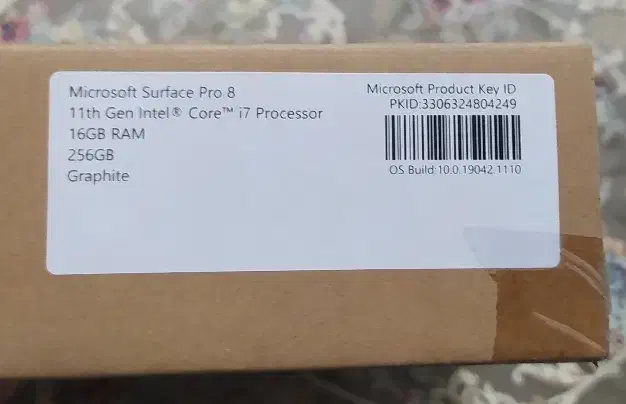 Microsoft Surface Pro 8
11th Gen Intel® Core™ i7 Processor
16GB RAM
256GB
Graphite
Microsoft Product Key ID
PKID:3306324804249
OS Build:10.0.19042.1110